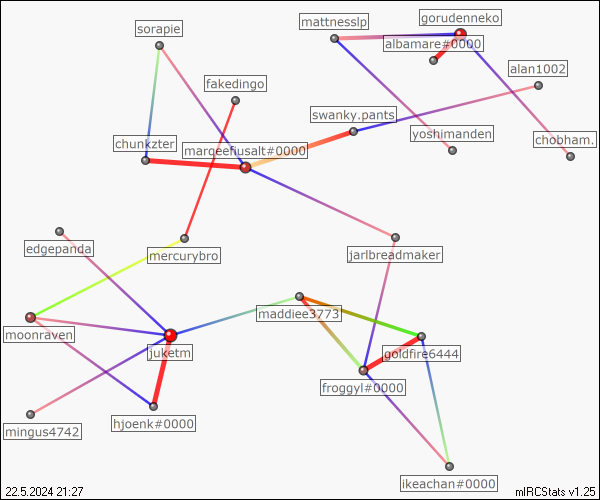 gorudenneko
mattnesslp
sorapie
albamare#0000
alan1002
fakedingo
swanky.pants
yoshimanden
chobham.
chunkzter
margefiusalt#0000
edgepanda
mercurybro
jarlbreadmaker
maddiee3773
moonraven
juketm
goldfire6444
froggyl#0000
mingus4742
hjoenk#0000
ikeachan#0000
22.5.2024 21:27
mIRCStats v1.25